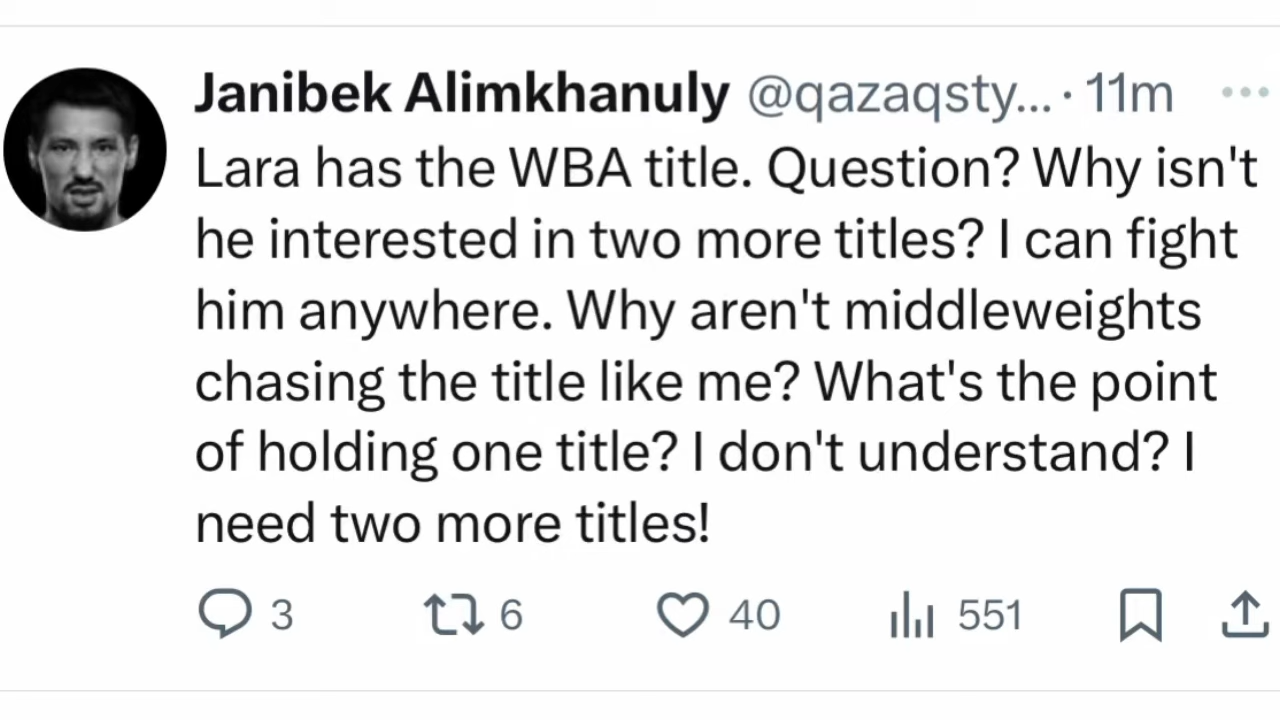 Janibek Alimkhanuly @qazaqsty... · 11m
Lara has the WBA title. Question? Why isn't
he interested in two more titles? I can fight
him anywhere. Why aren't middleweights
chasing the title like me? What's the point
of holding one title? I don't understand? I
need two more titles!
3 6 40 551